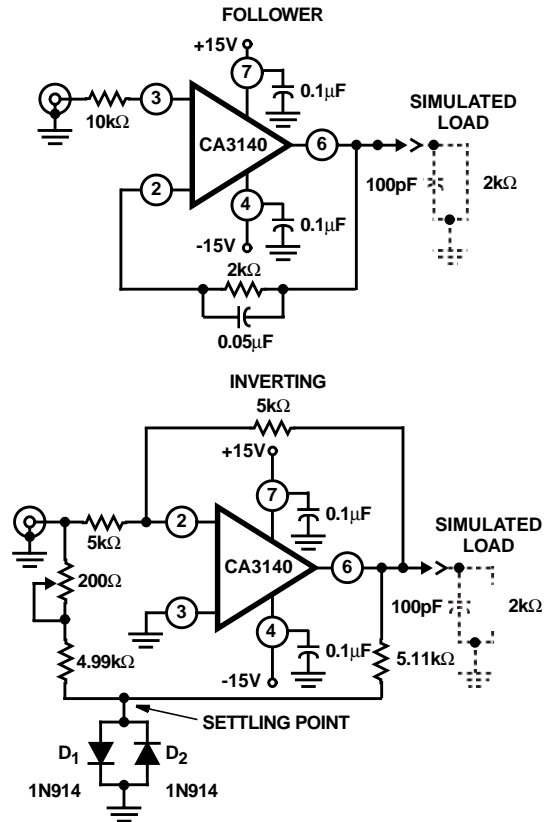 FOLLOWER
+15V
7
0.1µF
3
10kΩ
CA3140
6
SIMULATED
LOAD
100pF
2kΩ
2
4
0.1µF
-15V
2kΩ
0.05µF
INVERTING
5kΩ
+15V
7
0.1µF
5kΩ
2
CA3140
6
SIMULATED
LOAD
100pF
2kΩ
200Ω
3
4
0.1µF
5.11kΩ
4.99kΩ
-15V
SETTLING POINT
D1
D2
1N914
1N914